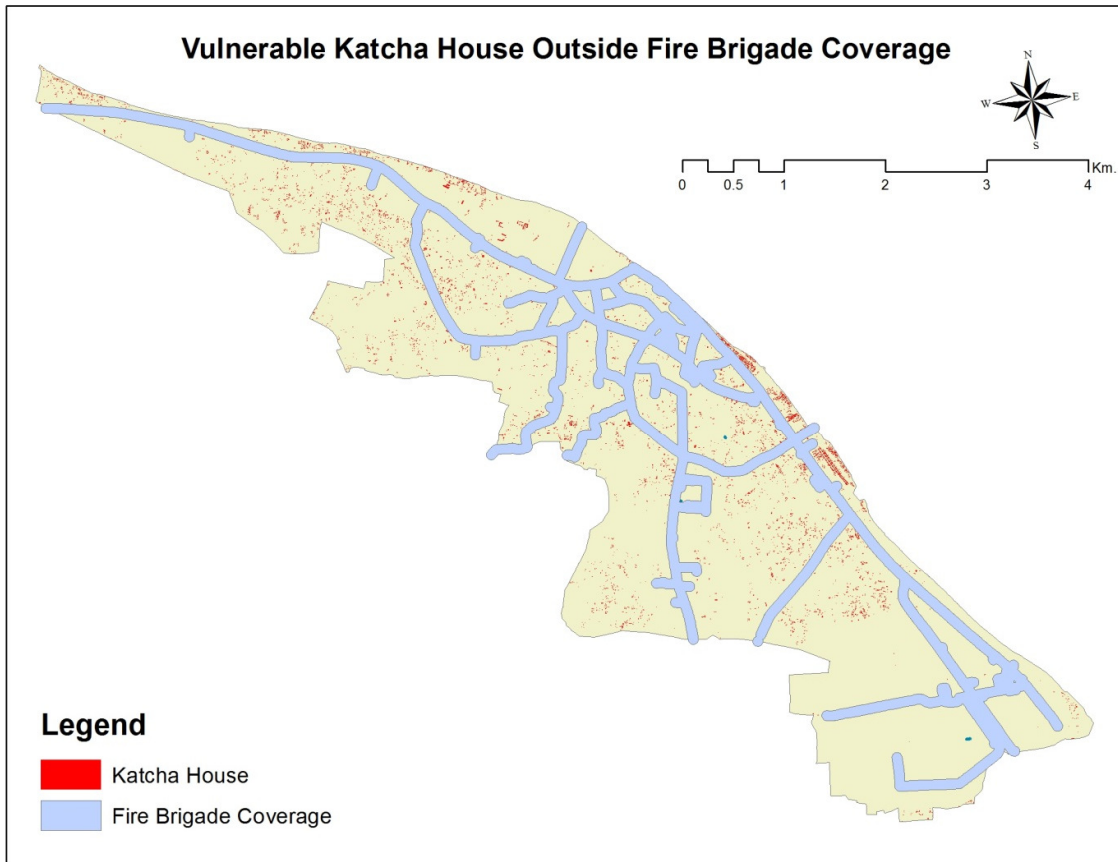 Vulnerable Katcha House Outside Fire Brigade Coverage
N
W E
S
Km.
0 0.5 1 2 3 4
Legend
Katcha House
Fire Brigade Coverage